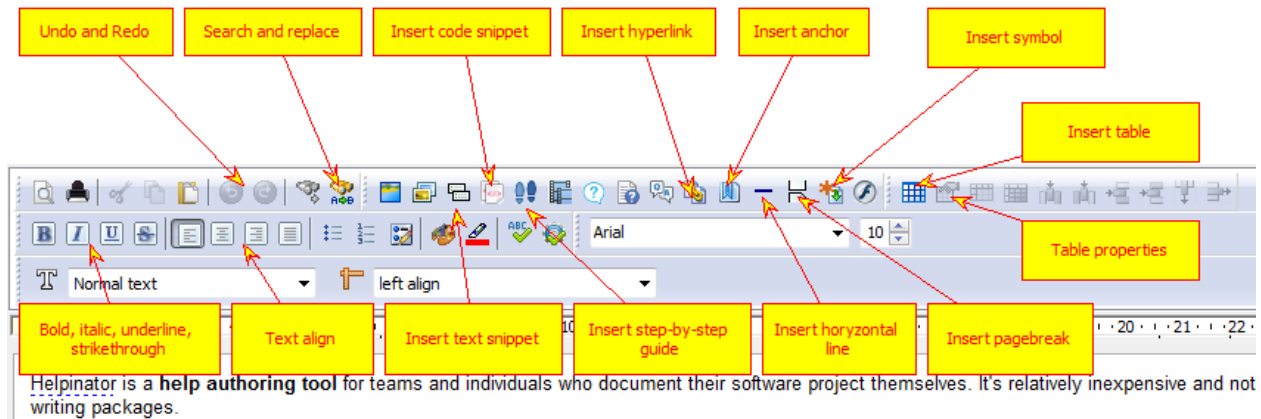 Undo and Redo
Search and replace
Insert code snippet
Insert hyperlink
Insert anchor
Insert symbol
Insert table
ABC
Arial
10
Table properties
Normal text
left align
Bold, italic, underline,
strikethrough
Text align
Insert text snippet
Insert step-by-step
guide
Insert horyzontal
line
Insert pagebreak
20 21 22
Helpinator is a help authoring tool for teams and individuals who document their software project themselves. It's relatively inexpensive and not
writing packages.